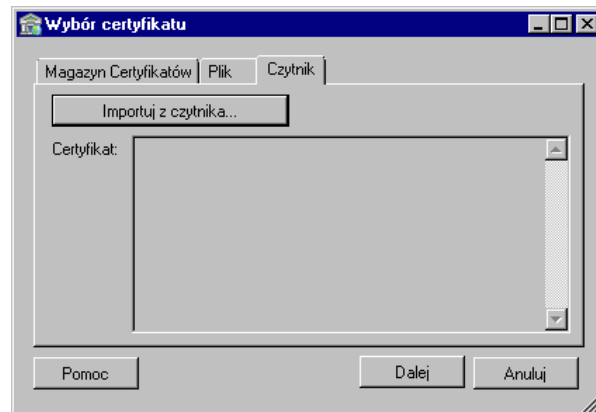 Wybór certyfikatu
Magazyn Certyfikatów Plik Czytnik
Importuj z czytnika...
Certyfikat:
Pomoc Dalej Anuluj